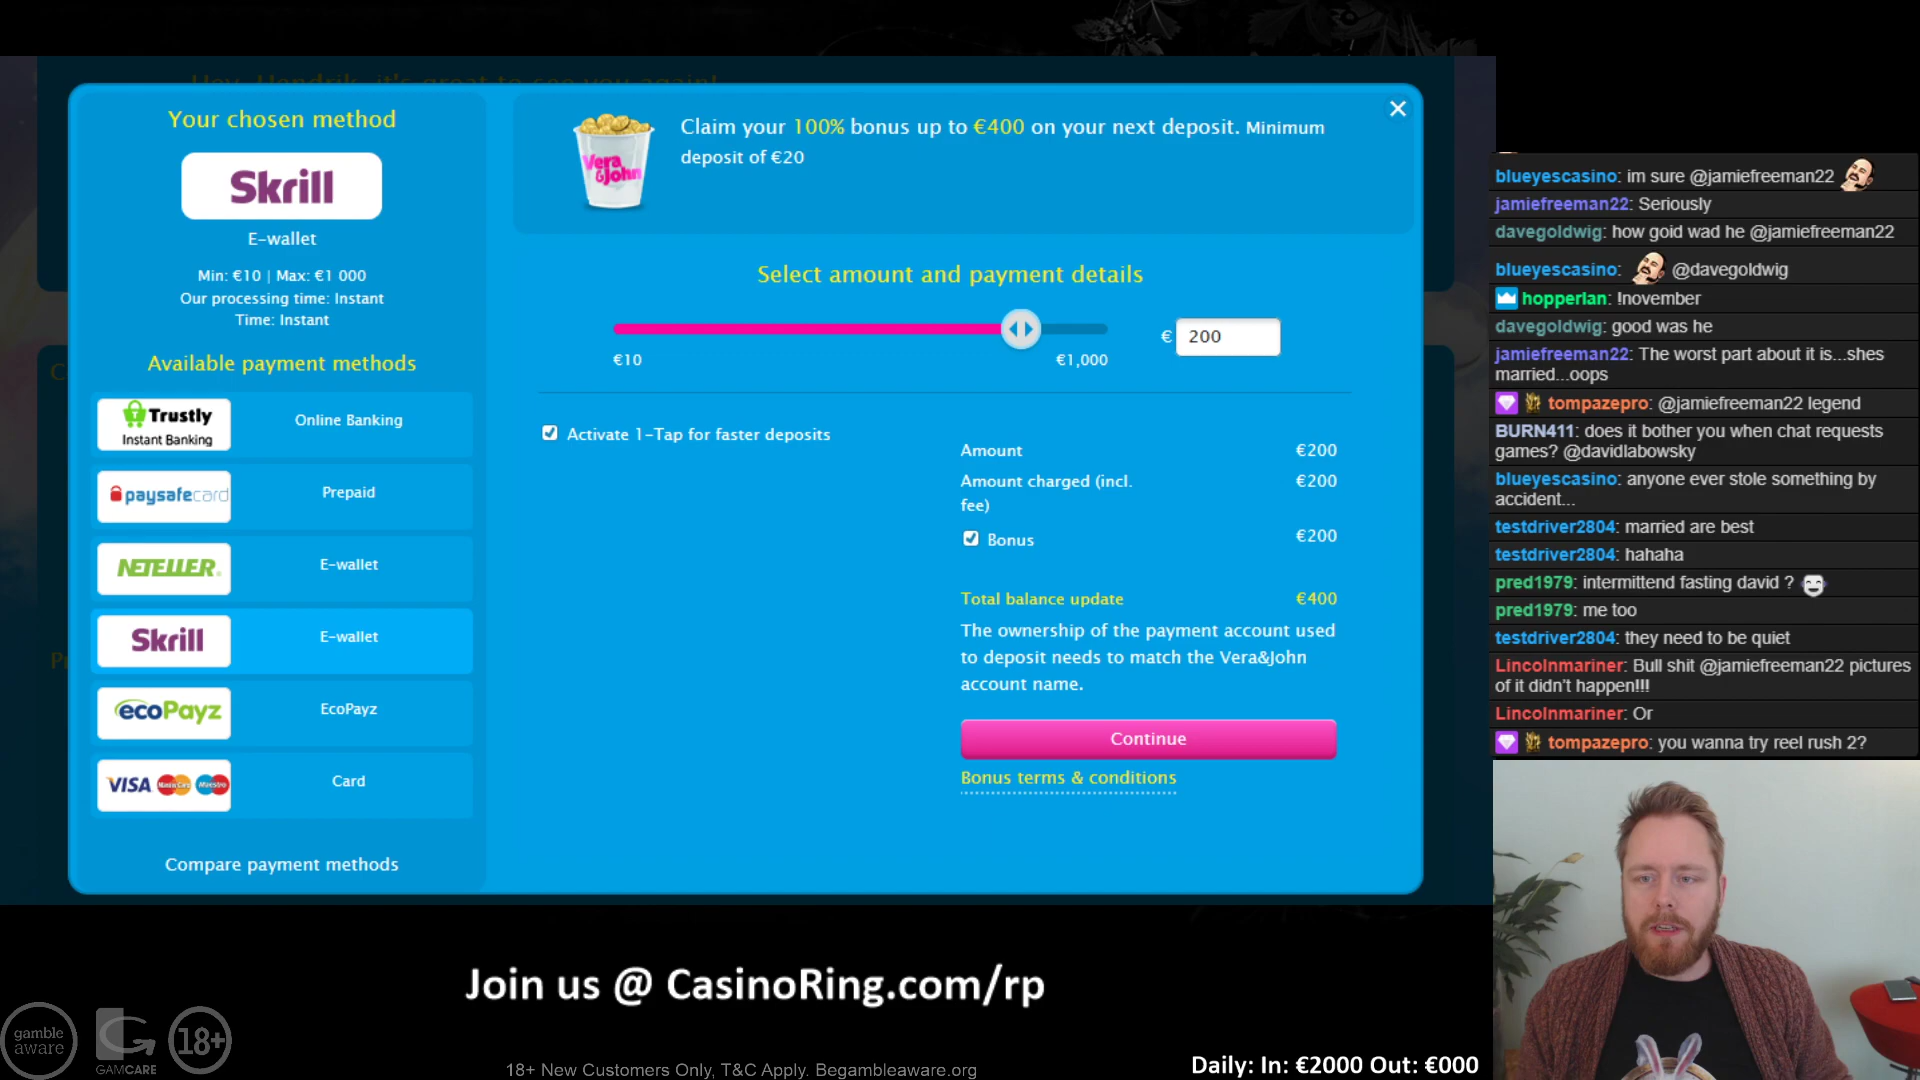 Hey, Hendrik, it's great to see you again!
Your chosen method
Skrill
E-wallet
Min: €10 | Max: €1 000
Our processing time: Instant
Time: Instant
Available payment methods
Trustly
Instant Banking
Online Banking
paysafecard
Prepaid
NETELLER
E-wallet
Skrill
E-wallet
ecoPayz
EcoPayz
VISA MasterCard Maestro
Card
Compare payment methods
Vera
&John
Claim your 100% bonus up to €400 on your next deposit. Minimum
deposit of €20
Select amount and payment details
€10
€1,000
€ 200
Activate 1-Tap for faster deposits
Amount €200
Amount charged (incl. €200
fee)
Bonus €200
Total balance update €400
The ownership of the payment account used
to deposit needs to match the Vera&John
account name.
Continue
Bonus terms & conditions
blueyescasino: im sure @jamiefreeman22
jamiefreeman22: Seriously
davegoldwig: how goid wad he @jamiefreeman22
blueyescasino: @davegoldwig
hopperlan: !november
davegoldwig: good was he
jamiefreeman22: The worst part about it is...shes
married...oops
tompazepro: @jamiefreeman22 legend
BURN411: does it bother you when chat requests
games? @davidlabowsky
blueyescasino: anyone ever stole something by
accident...
testdriver2804: married are best
testdriver2804: hahaha
pred1979: intermittend fasting david ?
pred1979: me too
testdriver2804: they need to be quiet
Lincolnmariner: Bull shit @jamiefreeman22 pictures
of it didn't happen!!!
Lincolnmariner: Or
tompazepro: you wanna try reel rush 2?
Join us @ CasinoRing.com/rp
gamble
aware
GAMCARE
18+
18+ New Customers Only, T&C Apply. Begambleaware.org
Daily: In: €2000 Out: €000